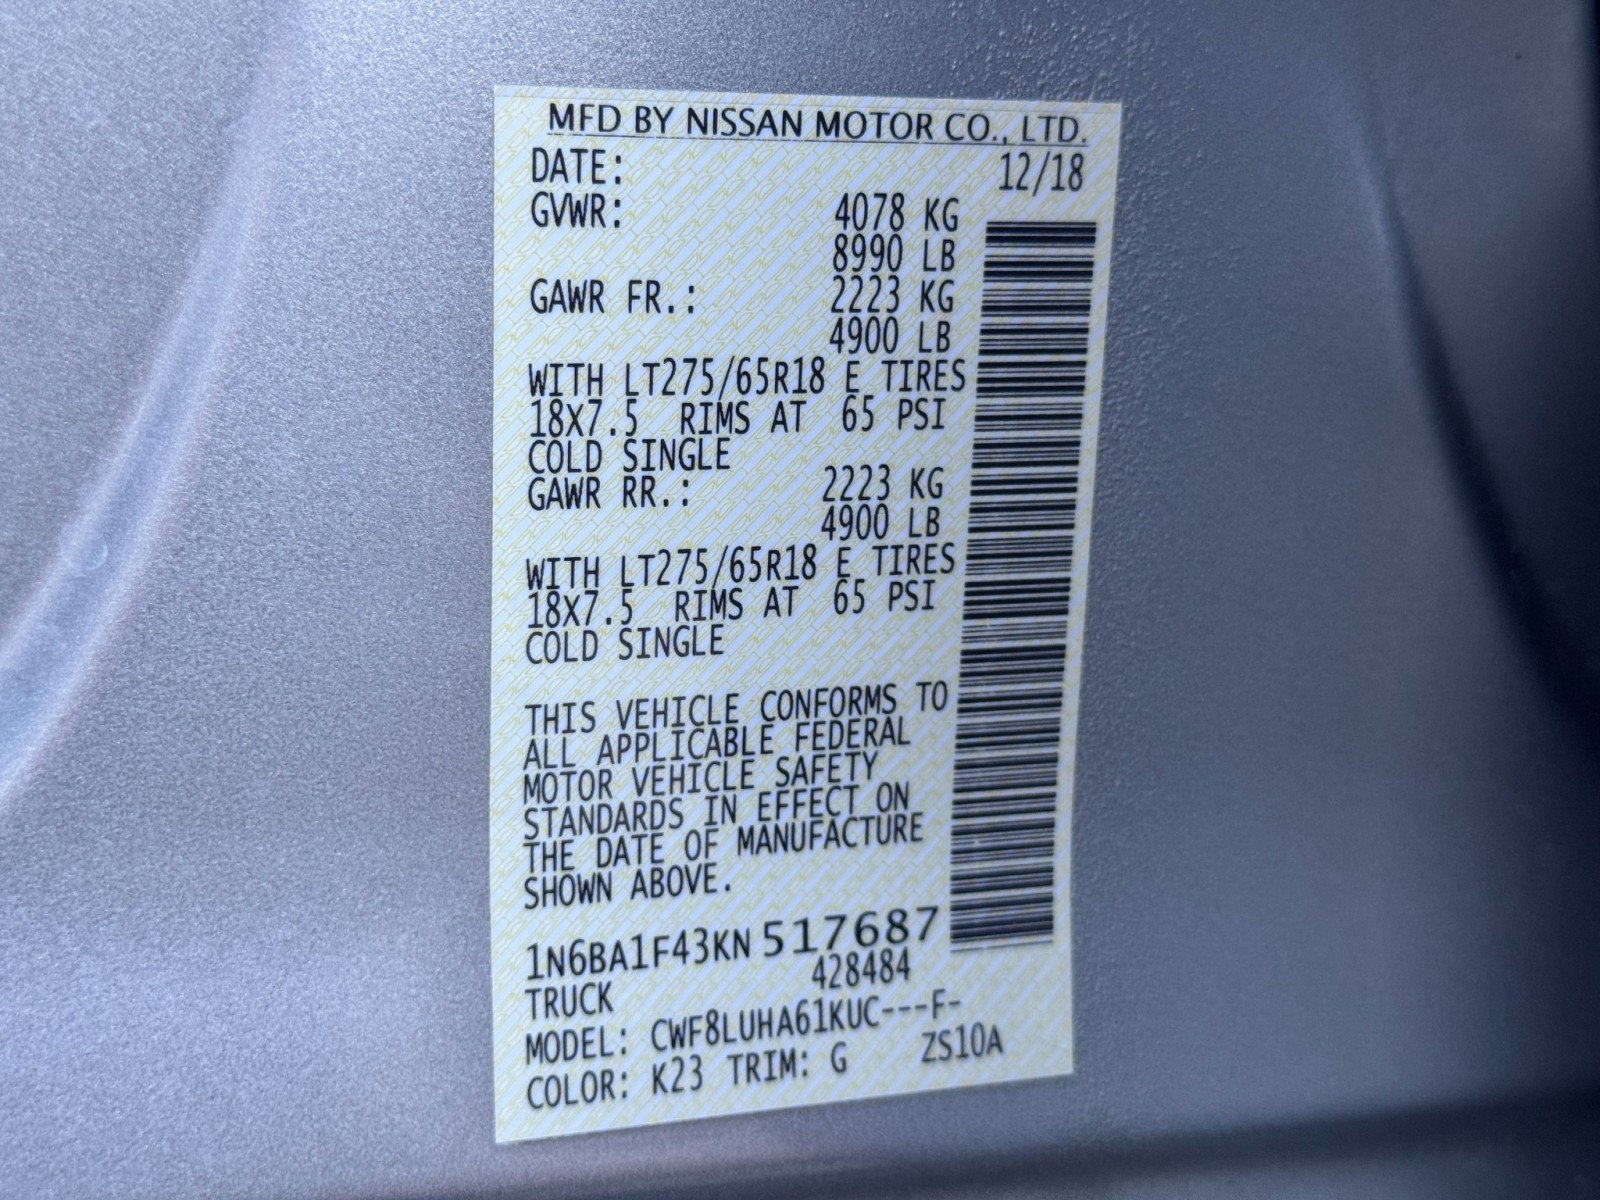 MFD BY NISSAN MOTOR CO., LTD.
DATE: 12/18
GVWR: 4078 KG
8990 LB
GAWR FR.: 2223 KG
4900 LB
WITH LT275/65R18 E TIRES
18X7.5 RIMS AT 65 PSI
COLD SINGLE
GAWR RR.: 2223 KG
4900 LB
WITH LT275/65R18 E TIRES
18X7.5 RIMS AT 65 PSI
COLD SINGLE
THIS VEHICLE CONFORMS TO
ALL APPLICABLE FEDERAL
MOTOR VEHICLE SAFETY
STANDARDS IN EFFECT ON
THE DATE OF MANUFACTURE
SHOWN ABOVE.
1N6BA1F43KN 517687
TRUCK 428484
MODEL: CWF8LUHA61KUC---F-
COLOR: K23 TRIM: G ZS10A